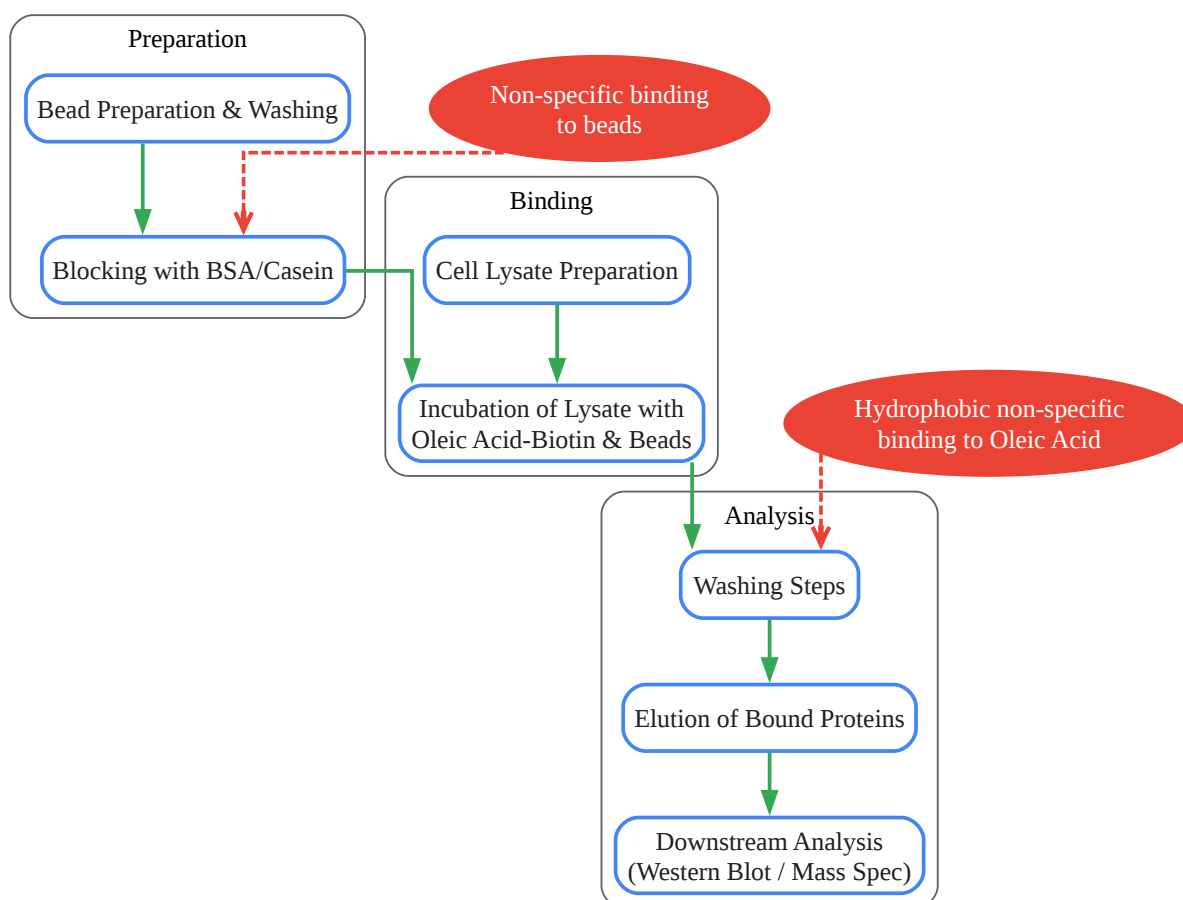 Preparation
Bead Preparation & Washing
Non-specific binding
to beads
Blocking with BSA/Casein
Binding
Cell Lysate Preparation
Incubation of Lysate with
Oleic Acid-Biotin & Beads
Hydrophobic non-specific
binding to Oleic Acid
Analysis
Washing Steps
Elution of Bound Proteins
Downstream Analysis
(Western Blot / Mass Spec)